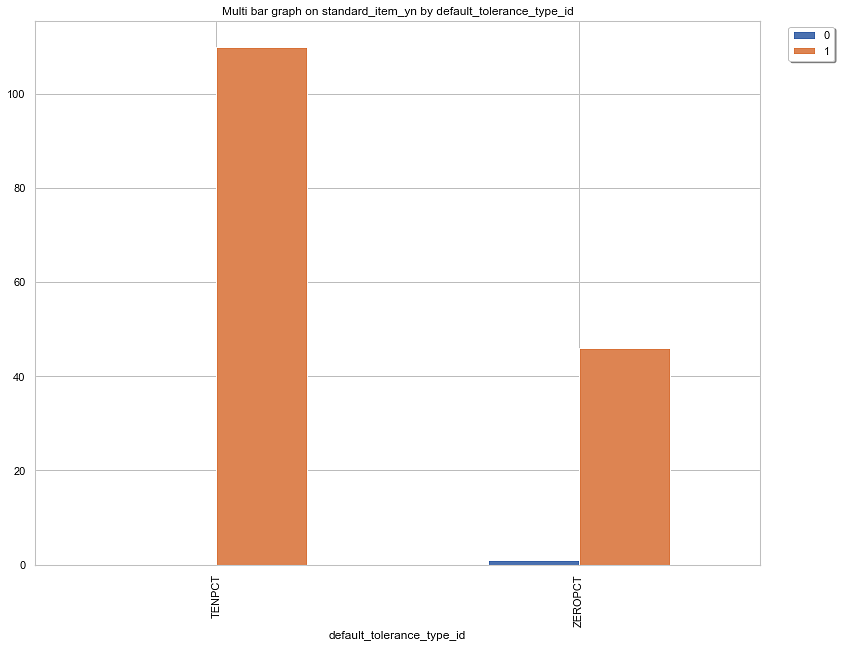 Multi bar graph on standard_item_yn by default_tolerance_type_id
0
1
100
80
60
40
20
0
TENPCT
ZEROPCT
default_tolerance_type_id